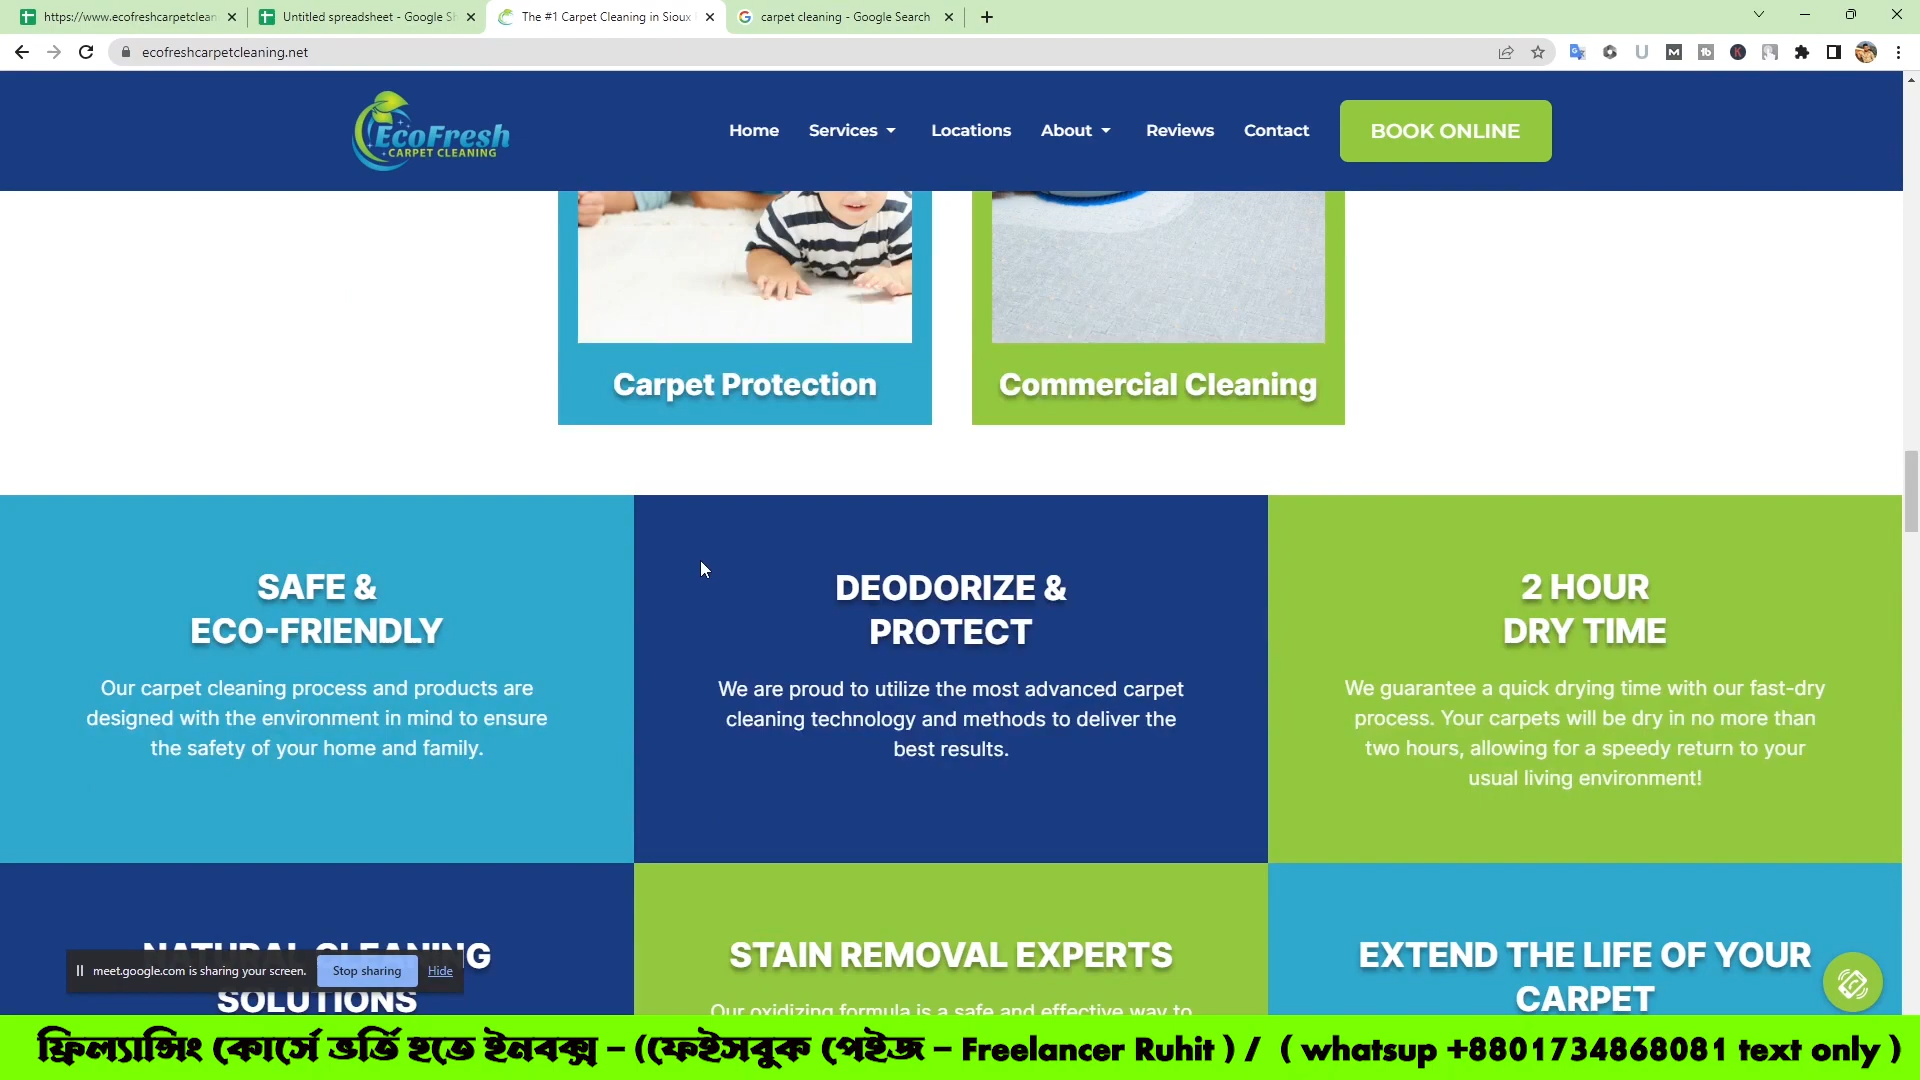 https://www.ecofreshcarpetclean
Untitled spreadsheet - Google Sh
The #1 Carpet Cleaning in Sioux
carpet cleaning - Google Search
ecofreshcarpetcleaning.net
EcoFresh
CARPET CLEANING
Home Services Locations About Reviews Contact BOOK ONLINE
Carpet Protection
Commercial Cleaning
SAFE &
ECO-FRIENDLY
Our carpet cleaning process and products are
designed with the environment in mind to ensure
the safety of your home and family.
DEODORIZE &
PROTECT
We are proud to utilize the most advanced carpet
cleaning technology and methods to deliver the
best results.
2 HOUR
DRY TIME
We guarantee a quick drying time with our fast-dry
process. Your carpets will be dry in no more than
two hours, allowing for a speedy return to your
usual living environment!
NATURAL CLEANING
SOLUTIONS
STAIN REMOVAL EXPERTS
Our oxidizing formula is a safe and effective way to
EXTEND THE LIFE OF YOUR
CARPET
meet.google.com is sharing your screen. Stop sharing Hide
ফ্রিল্যান্সিং কোর্সে ভর্তি হতে ইনবক্স – ((ফেইসবুক পেইজ – Freelancer Ruhit ) / ( whatsup +8801734868081 text only )